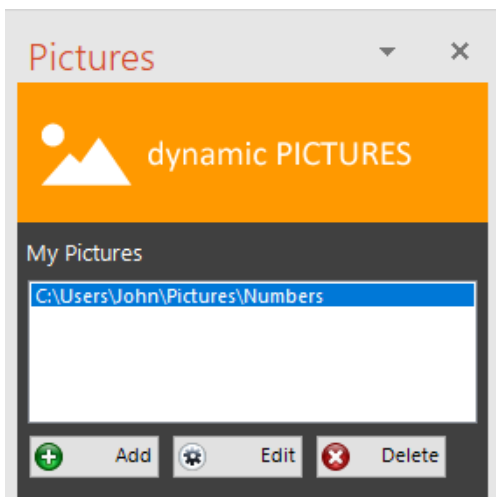 Pictures
dynamic PICTURES
My Pictures
C:\Users\John\Pictures\Numbers
Add Edit Delete